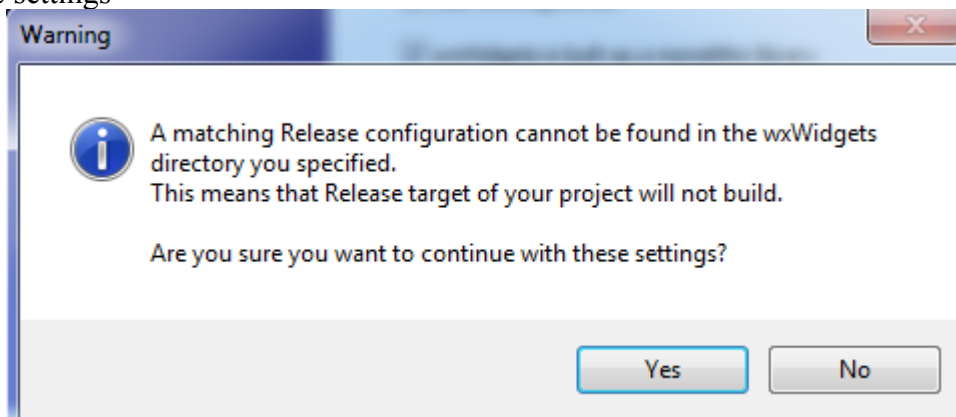 settings
Warning
A matching Release configuration cannot be found in the wxWidgets
directory you specified.
This means that Release target of your project will not build.
Are you sure you want to continue with these settings?
Yes
No